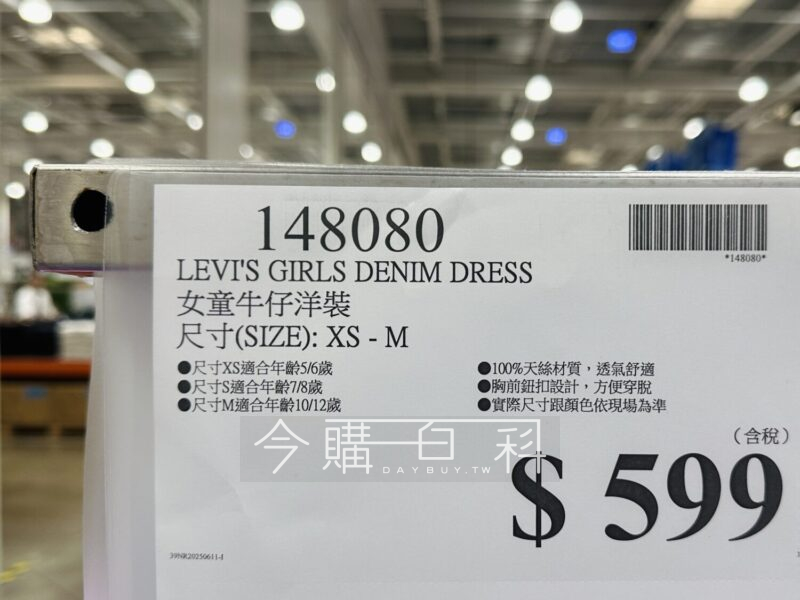 148080
*148080*
LEVI'S GIRLS DENIM DRESS
女童牛仔洋裝
尺寸(SIZE): XS - M
●尺寸XS適合年齡5/6歲
●尺寸S適合年齡7/8歲
●尺寸M適合年齡10/12歲
●100%天絲材質，透氣舒適
●胸前鈕扣設計，方便穿脫
●實際尺寸跟顏色依現場為準
今購百彩
DAYBUY.TW
（含稅）
$ 599
39NR20250611-J